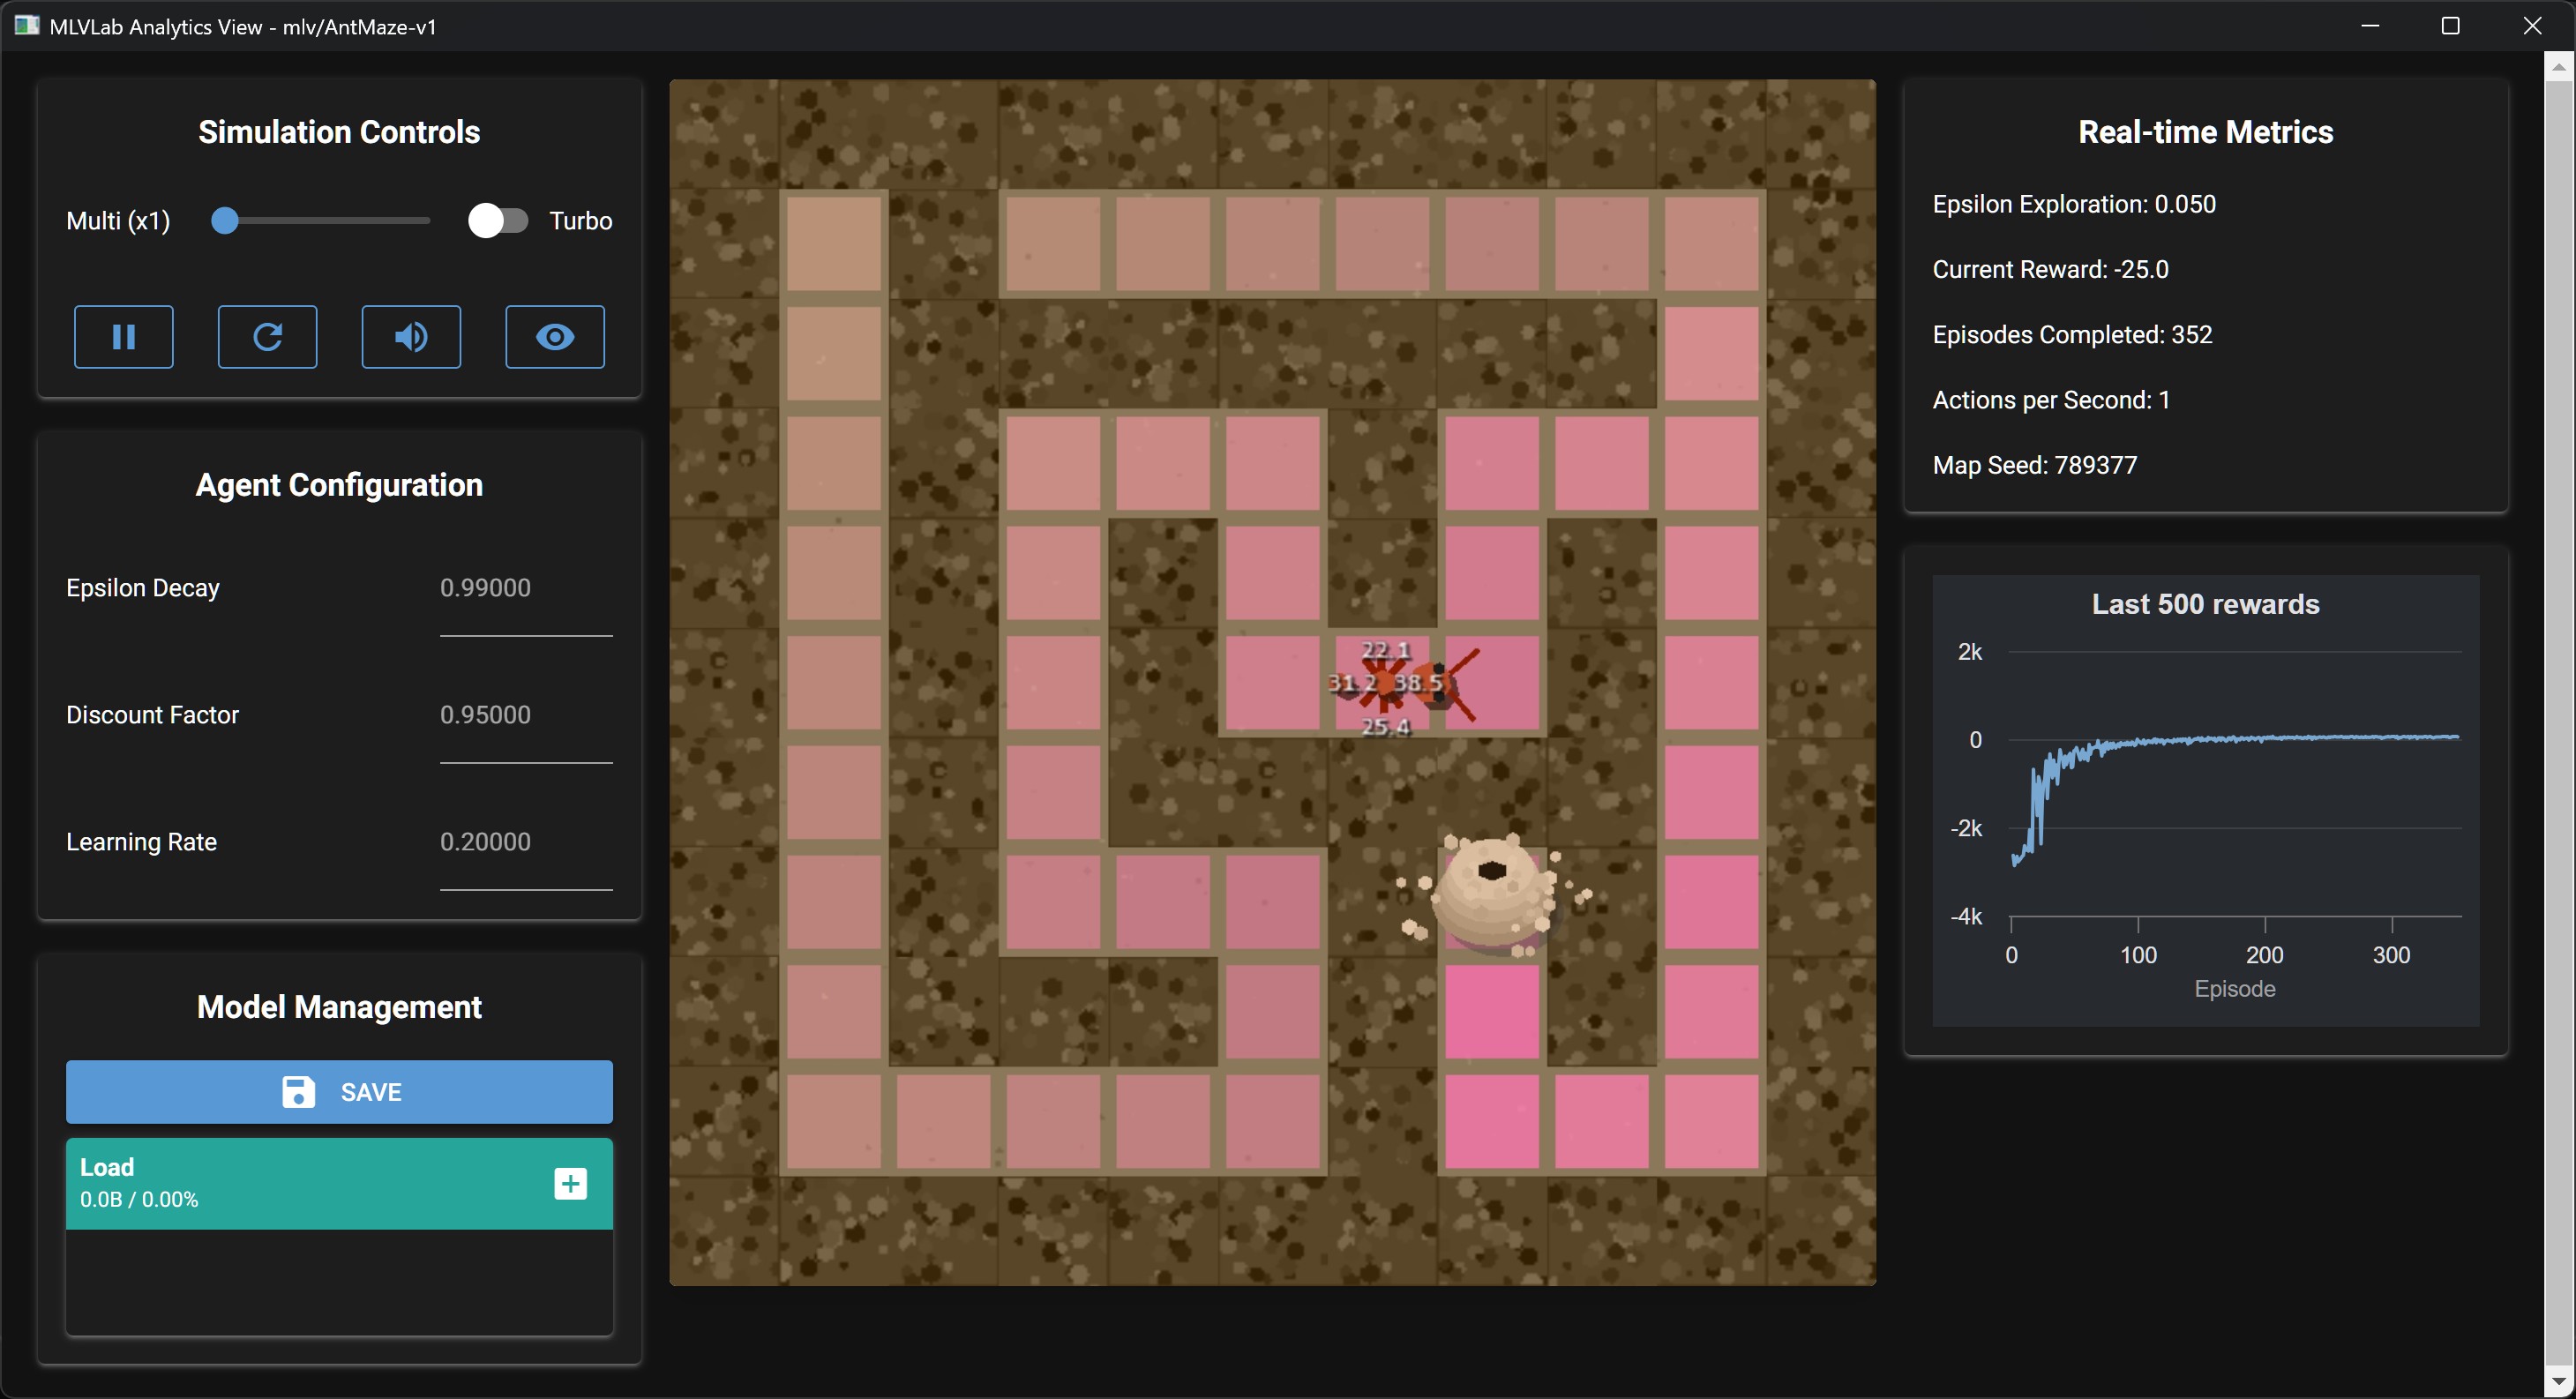 MLVLab Analytics View - mlv/AntMaze-v1
Simulation Controls
Multi (x1)
Turbo
Agent Configuration
Epsilon Decay 0.99000
Discount Factor 0.95000
Learning Rate 0.20000
Model Management
SAVE
Load
0.0B / 0.00%
22.1
31.2 38.5
25.4
Real-time Metrics
Epsilon Exploration: 0.050
Current Reward: -25.0
Episodes Completed: 352
Actions per Second: 1
Map Seed: 789377
Last 500 rewards
2k
0
-2k
-4k
0 100 200 300
Episode